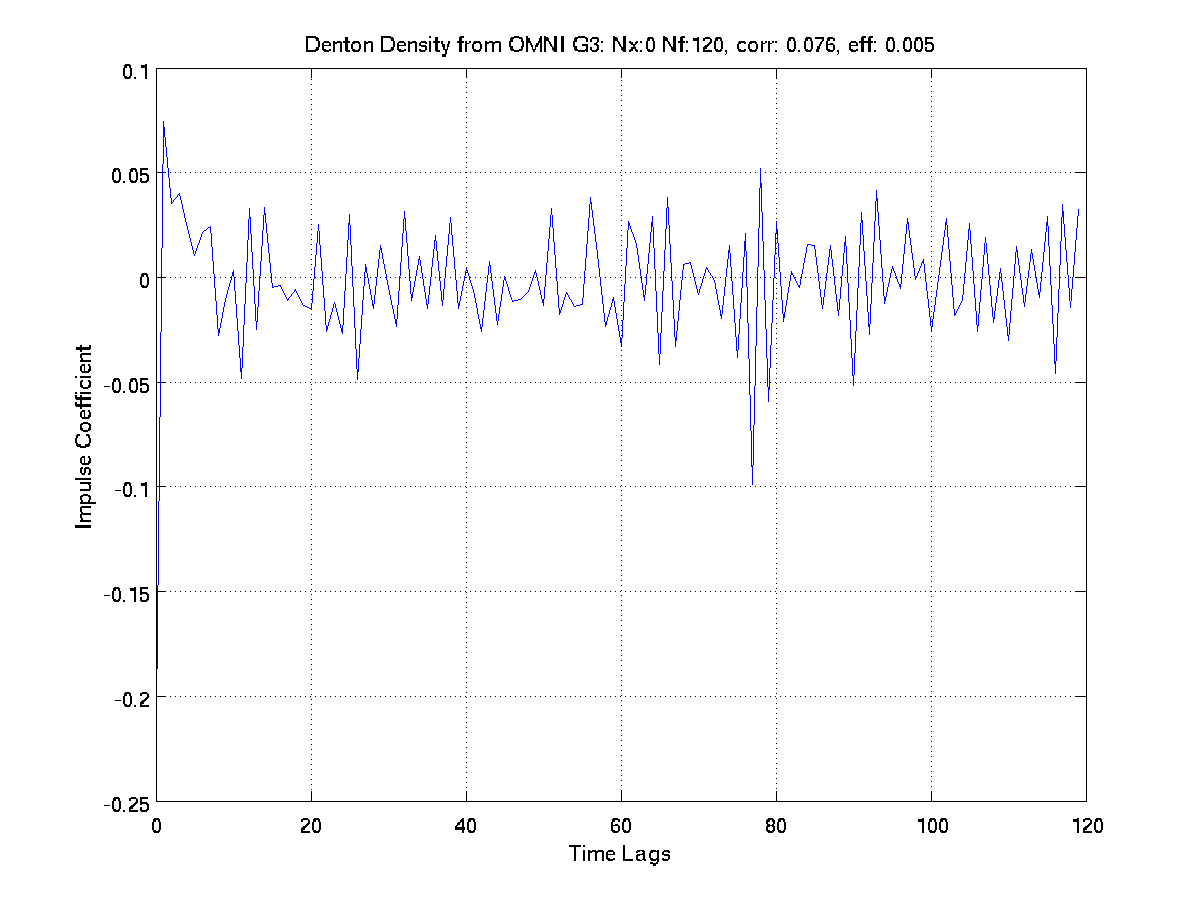 Denton Density from OMNI G3: Nx:0 Nf:120, corr: 0.076, eff: 0.005
0.1
0.05
0
-0.05
-0.1
-0.15
-0.2
-0.25
Impulse Coefficient
0 20 40 60 80 100 120
Time Lags